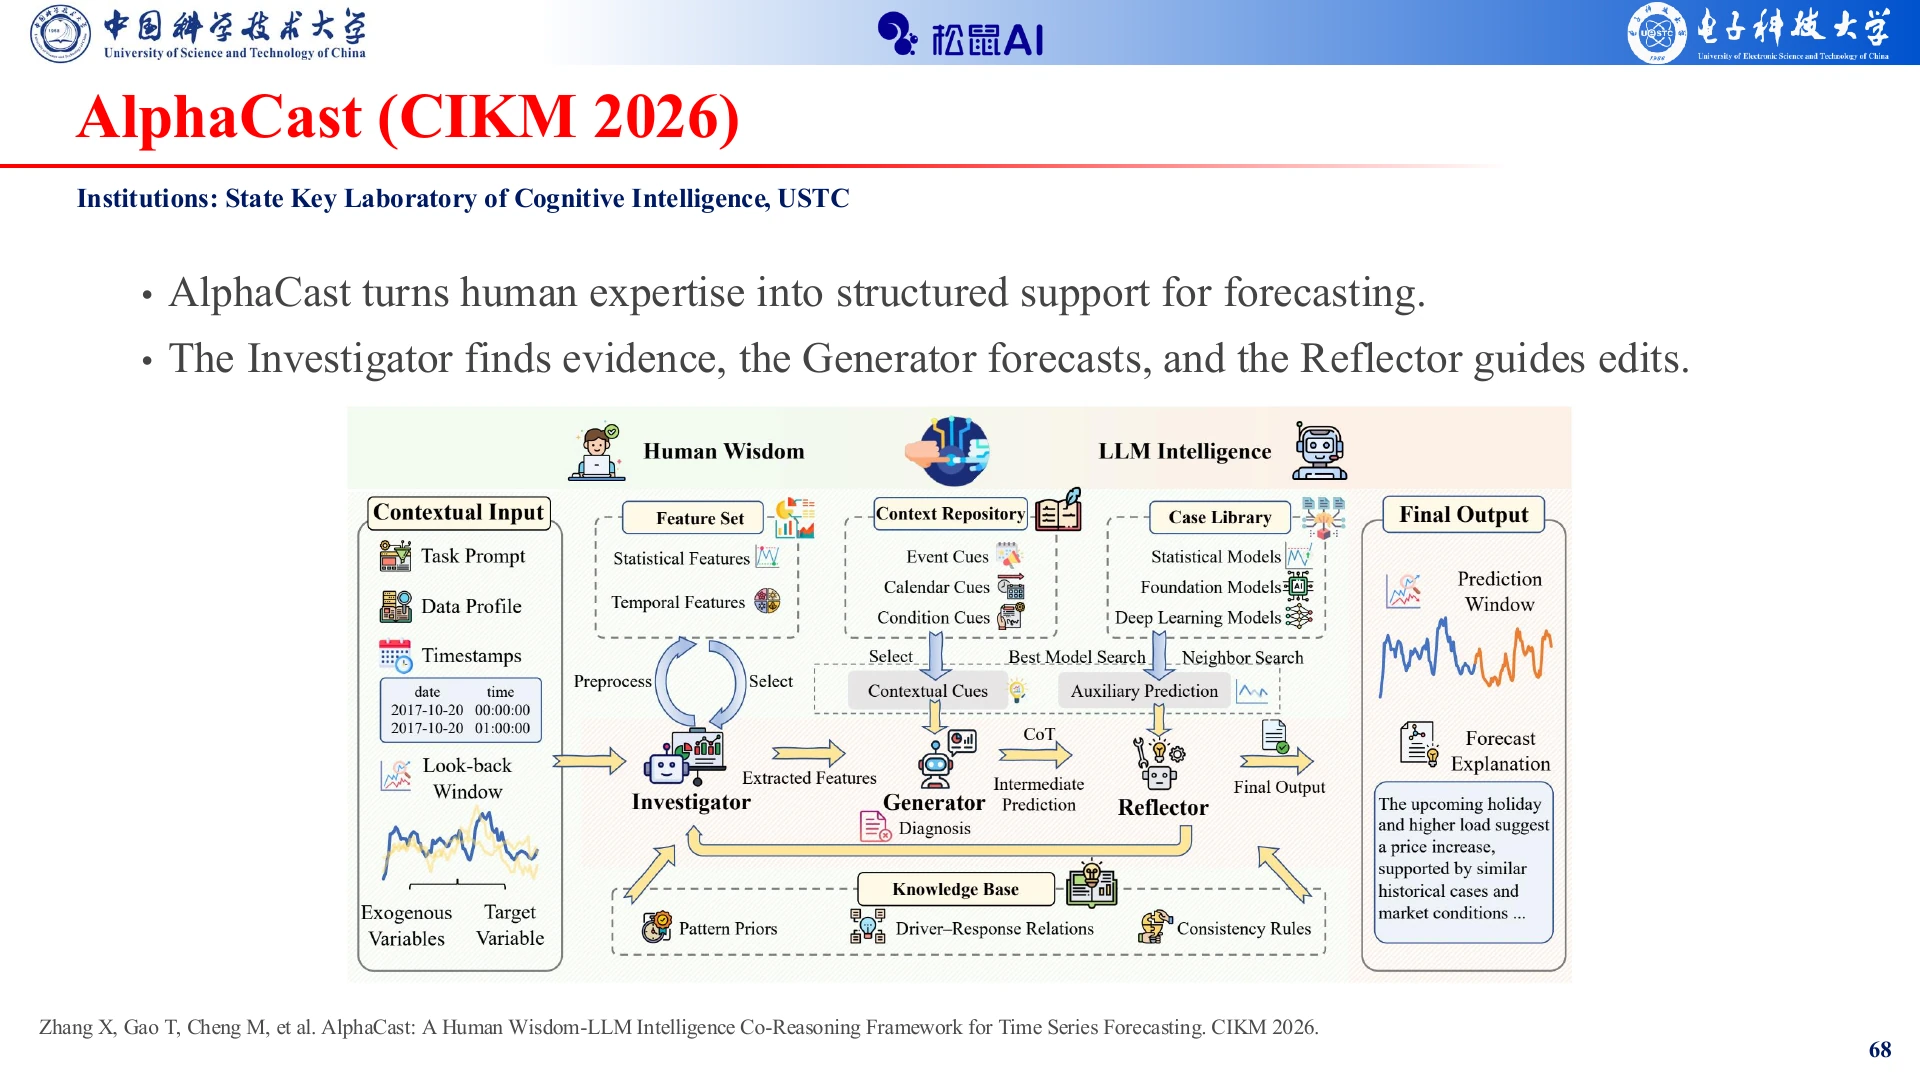 中国科学技术大学
University of Science and Technology of China
松鼠AI
电子科技大学
University of Electronic Science and Technology of China
1956
AlphaCast (CIKM 2026)
Institutions: State Key Laboratory of Cognitive Intelligence, USTC
• AlphaCast turns human expertise into structured support for forecasting.
• The Investigator finds evidence, the Generator forecasts, and the Reflector guides edits.
Human Wisdom
LLM Intelligence
Contextual Input
Task Prompt
Data Profile
Timestamps
date time
2017-10-20 00:00:00
2017-10-20 01:00:00
Look-back
Window
Exogenous
Variables
Target
Variable
Feature Set
Statistical Features
Temporal Features
Preprocess
Select
Context Repository
Event Cues
Calendar Cues
Condition Cues
Select
Contextual Cues
Case Library
Statistical Models
Foundation Models
AI
Deep Learning Models
Best Model Search
Neighbor Search
Auxiliary Prediction
Investigator
Extracted Features
Generator
CoT
Intermediate
Prediction
Reflector
Final Output
Diagnosis
Knowledge Base
Pattern Priors
Driver–Response Relations
Consistency Rules
Final Output
Prediction
Window
Forecast
Explanation
The upcoming holiday
and higher load suggest
a price increase,
supported by similar
historical cases and
market conditions ...
Zhang X, Gao T, Cheng M, et al. AlphaCast: A Human Wisdom-LLM Intelligence Co-Reasoning Framework for Time Series Forecasting. CIKM 2026.
68